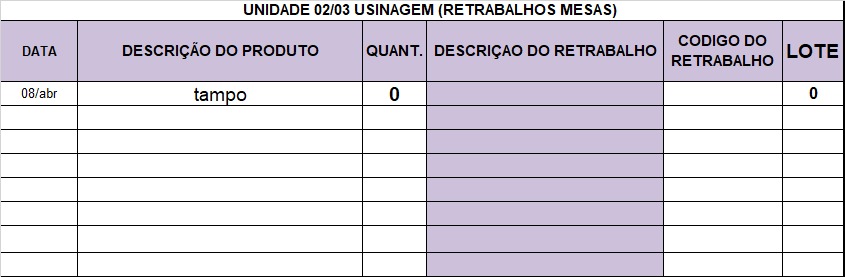 UNIDADE 02/03 USINAGEM (RETRABALHOS MESAS)
DATA DESCRIÇÃO DO PRODUTO QUANT. DESCRIÇAO DO RETRABALHO CODIGO DO RETRABALHO LOTE
08/abr tampo 0 0